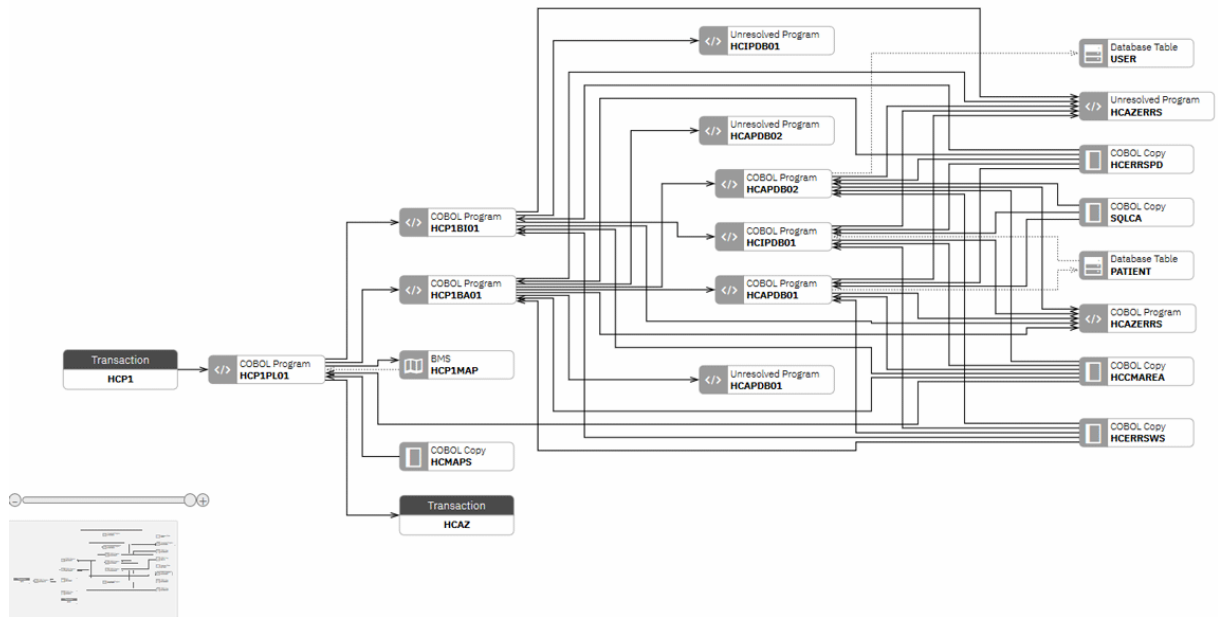 Transaction
HCP1
COBOL Program
HCP1PL01
COBOL Program
HCP1BI01
COBOL Program
HCP1BA01
BMS
HCP1MAP
COBOL Copy
HCMAPS
Transaction
HCAZ
Unresolved Program
HCIPDB01
Unresolved Program
HCAPDB02
COBOL Program
HCAPDB02
COBOL Program
HCIPDB01
COBOL Program
HCAPDB01
Unresolved Program
HCAPDB01
Database Table
USER
Unresolved Program
HCAZERRS
COBOL Copy
HCERRSPD
COBOL Copy
SQLCA
Database Table
PATIENT
COBOL Program
HCAZERRS
COBOL Copy
HCCMAREA
COBOL Copy
HCERRSWS